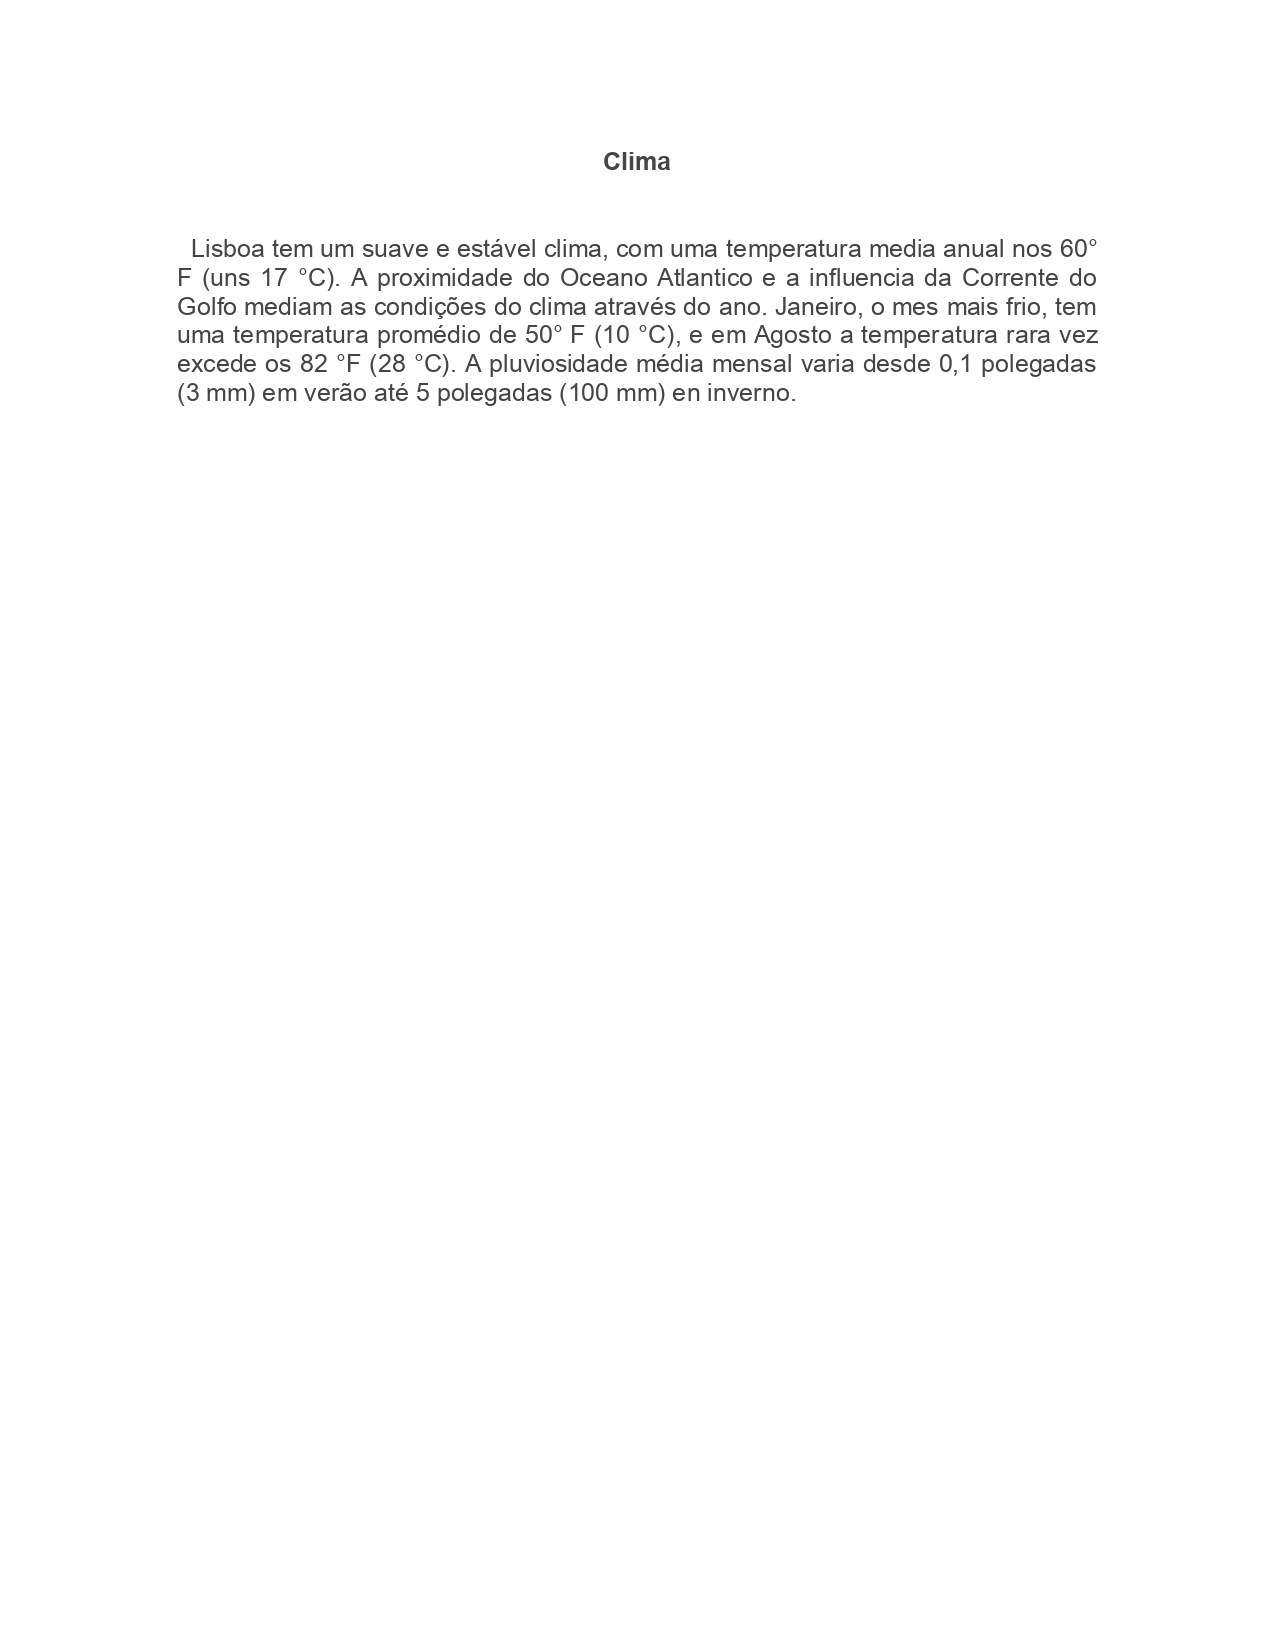 Clima
Lisboa tem um suave e estável clima, com uma temperatura media anual nos 60°
F (uns 17 °C). A proximidade do Oceano Atlantico e a influencia da Corrente do
Golfo mediam as condições do clima através do ano. Janeiro, o mes mais frio, tem
uma temperatura promédio de 50° F (10 °C), e em Agosto a temperatura rara vez
excede os 82 °F (28 °C). A pluviosidade média mensal varia desde 0,1 polegadas
(3 mm) em verão até 5 polegadas (100 mm) en inverno.